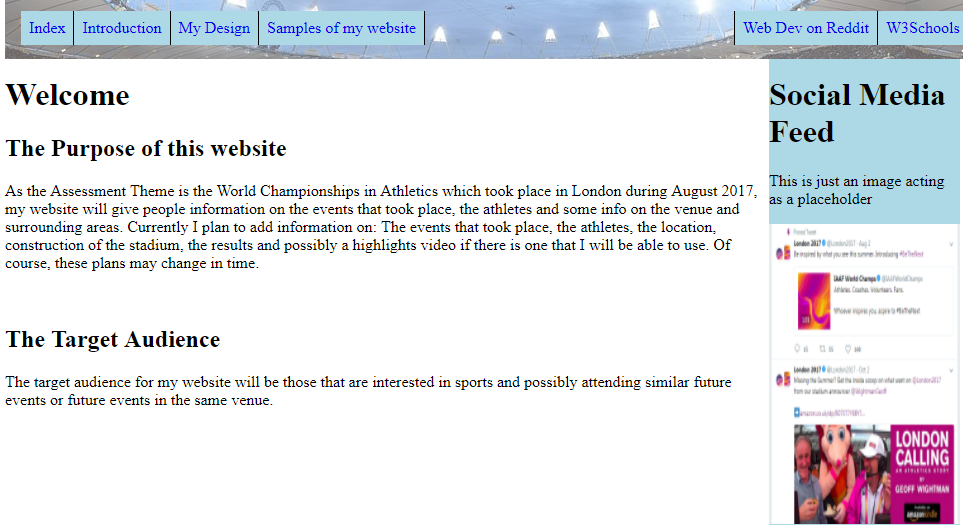 Index Introduction My Design Samples of my website Web Dev on Reddit W3Schools
Welcome
The Purpose of this website
As the Assessment Theme is the World Championships in Athletics which took place in London during August 2017,
my website will give people information on the events that took place, the athletes and some info on the venue and
surrounding areas. Currently I plan to add information on: The events that took place, the athletes, the location,
construction of the stadium, the results and possibly a highlights video if there is one that I will be able to use. Of
course, these plans may change in time.
The Target Audience
The target audience for my website will be those that are interested in sports and possibly attending similar future
events or future events in the same venue.
Social Media
Feed
This is just an image acting
as a placeholder
Pinned Tweet
London 2017 @London2017 · Aug 2
Be inspired by what you see this summer. Introducing #BeTheNext
IAAF World Champs @IAAFWorldChamps
Athletes. Coaches. Volunteers. Fans.
Whoever inspires you, aspire to #BeTheNext
London 2017 @London2017 · Oct 2
Missing the Summer? Get the inside scoop on what went on @London2017
from our stadium announcer @WightmanGeoff
LONDON
CALLING
AN ATHLETICS STORY
BY
GEOFF WIGHTMAN
amazonkindle